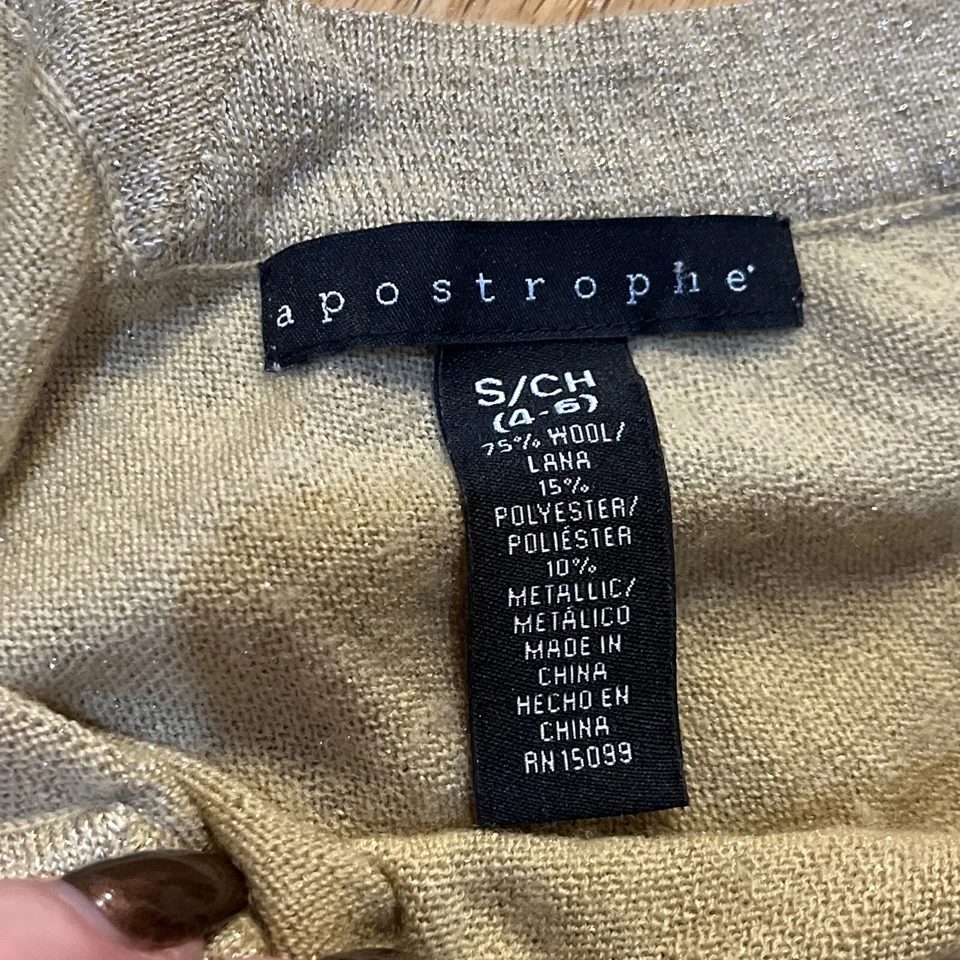 apostrophe
S/CH
(4-6)
75% WOOL/
LANA
15%
POLYESTER/
POLIÉSTER
10%
METALLIC/
METÁLICO
MADE IN
CHINA
HECHO EN
CHINA
RN 15099